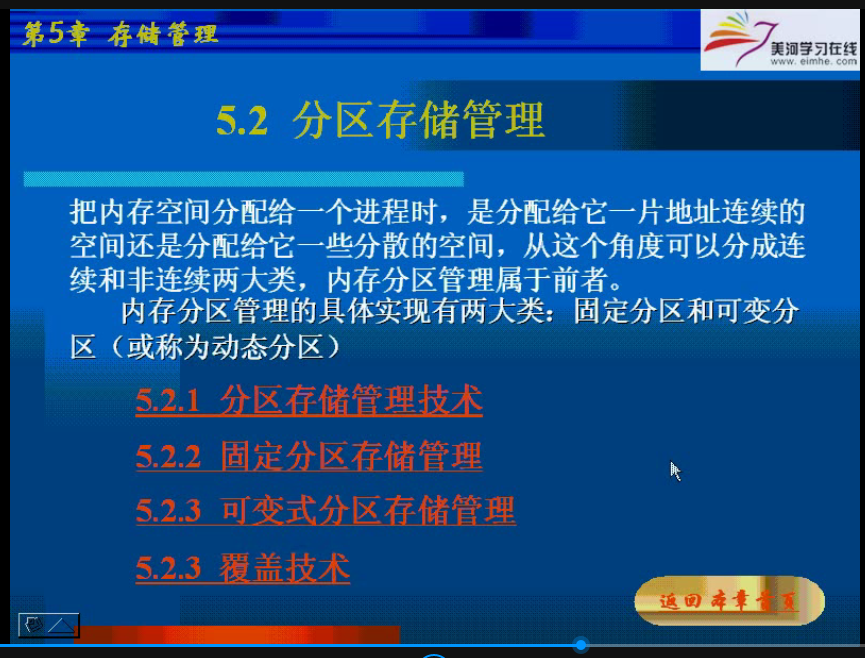 第5章 存储管理
美河学习在线
www.eimhe.com
5.2 分区存储管理
把内存空间分配给一个进程时，是分配给它一片地址连续的
空间还是分配给它一些分散的空间，从这个角度可以分成连
续和非连续两大类，内存分区管理属于前者。
内存分区管理的具体实现有两大类：固定分区和可变分
区（或称为动态分区）
5.2.1 分区存储管理技术
5.2.2 固定分区存储管理
5.2.3 可变式分区存储管理
5.2.3 覆盖技术
返回本章首页